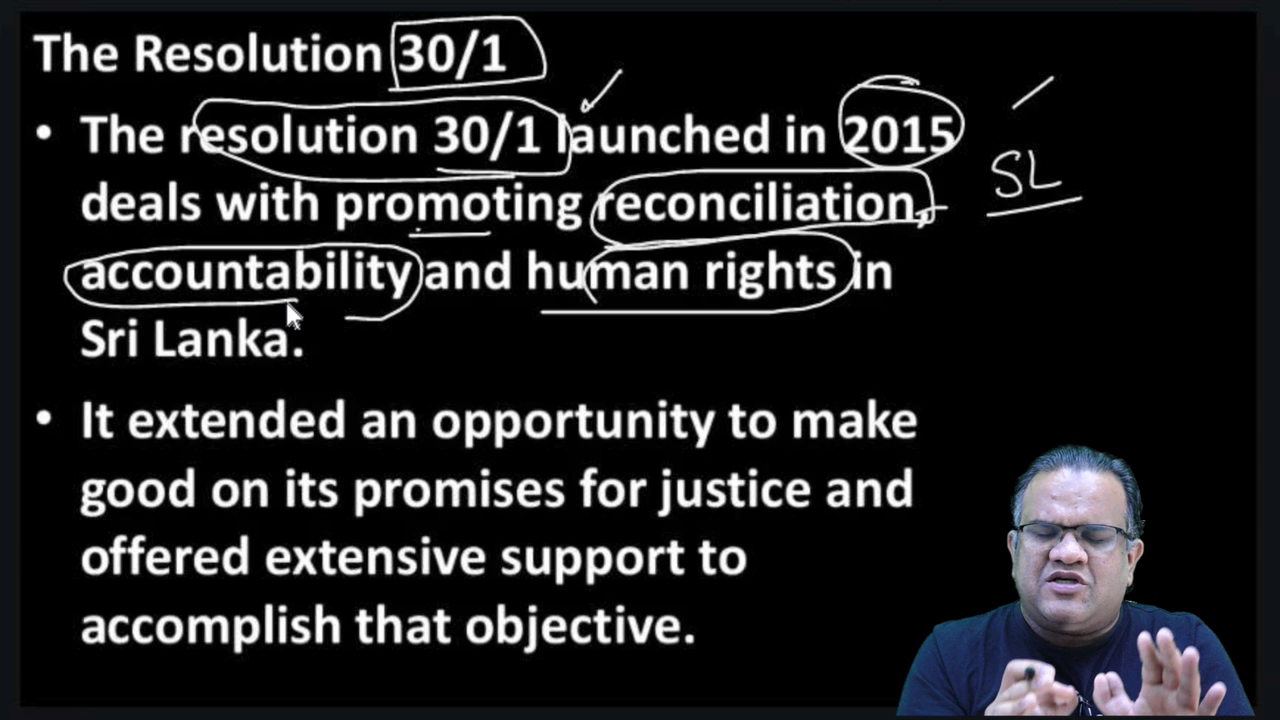 The Resolution 30/1
• The resolution 30/1 launched in 2015
deals with promoting reconciliation,
SL
accountability and human rights in
Sri Lanka.
• It extended an opportunity to make
good on its promises for justice and
offered extensive support to
accomplish that objective.